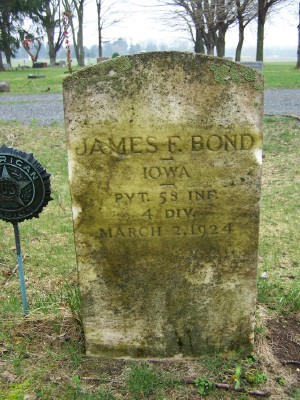 JAMES F. BOND
IOWA
PVT. 58 INF.
4 DIV.
MARCH 2, 1924